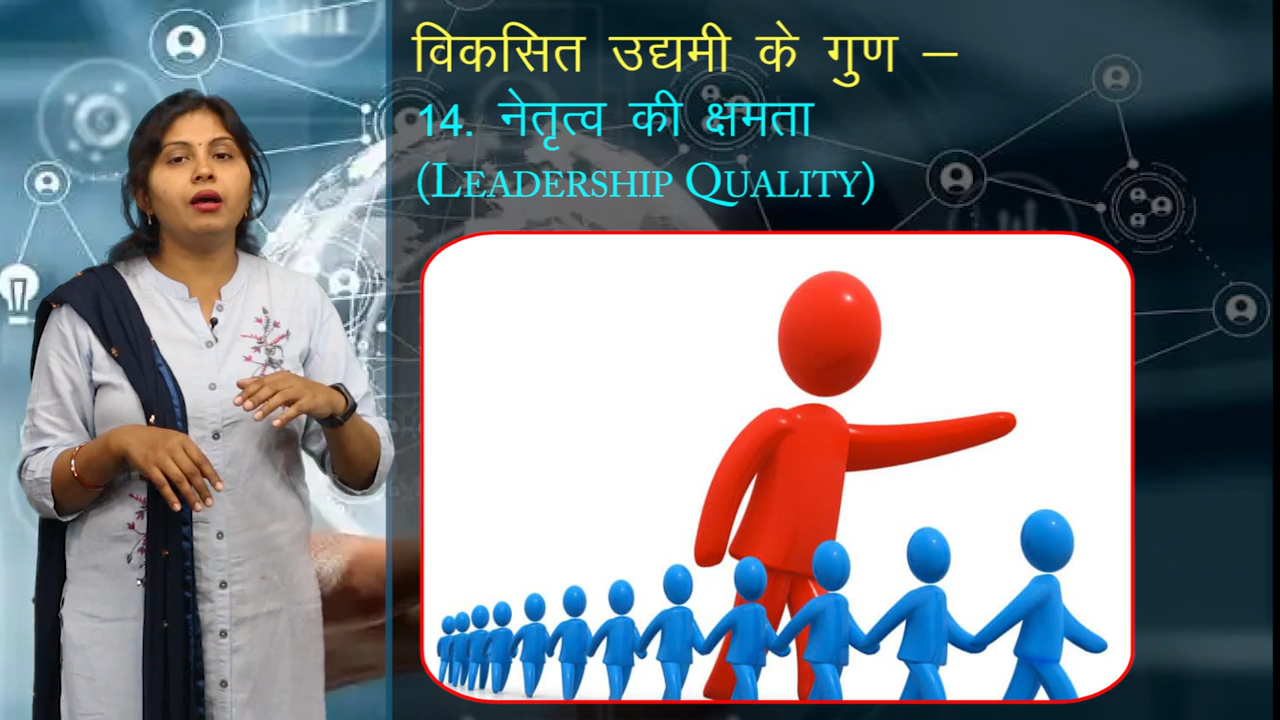 विकसित उद्यमी के गुण –
14. नेतृत्व की क्षमता
(LEADERSHIP QUALITY)